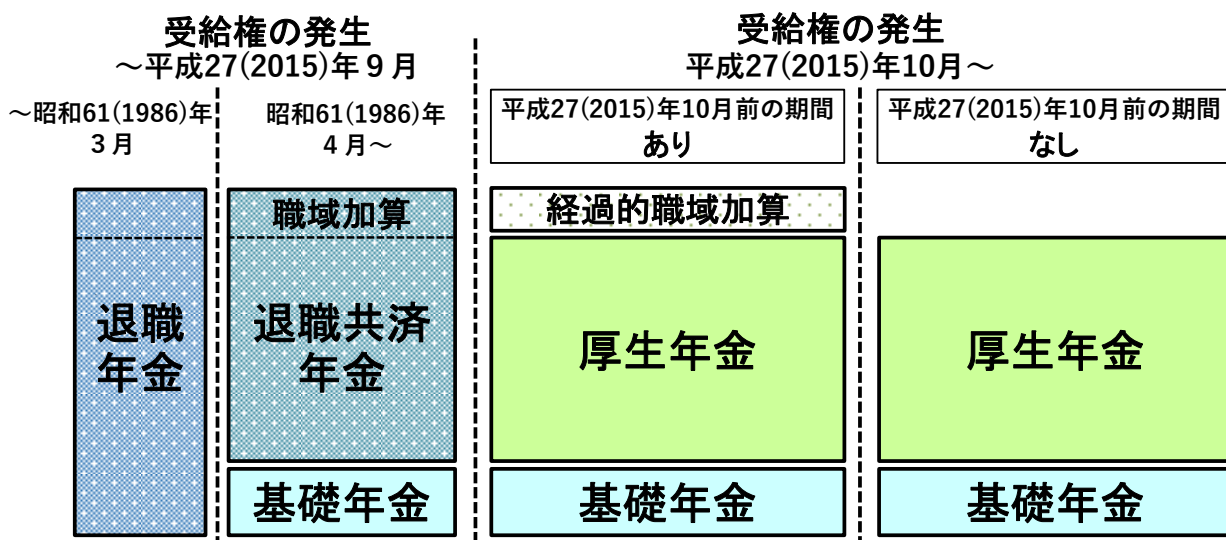 受給権の発生
～平成27(2015)年９月
受給権の発生
平成27(2015)年10月～
～昭和61(1986)年
３月
昭和61(1986)年
４月～
平成27(2015)年10月前の期間
あり
平成27(2015)年10月前の期間
なし
退職
年金
職域加算
退職共済
年金
基礎年金
経過的職域加算
厚生年金
基礎年金
厚生年金
基礎年金